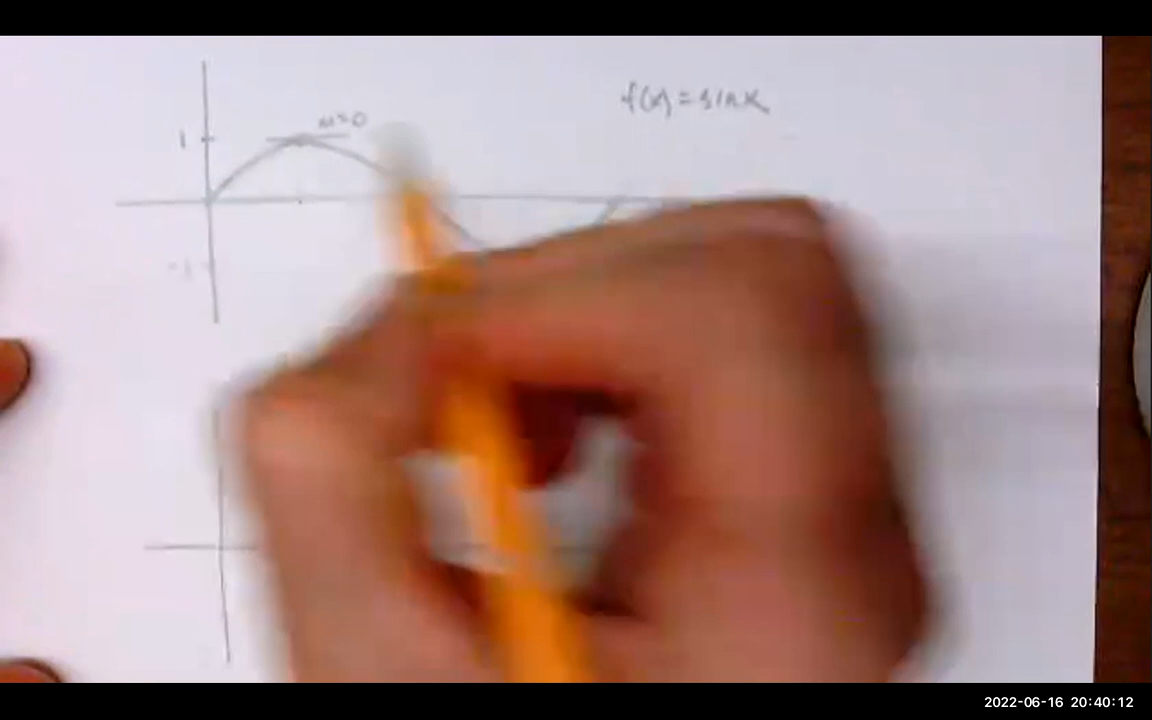 f(x) = sin x
m=0
1
-1
2022-06-16 20:40:12